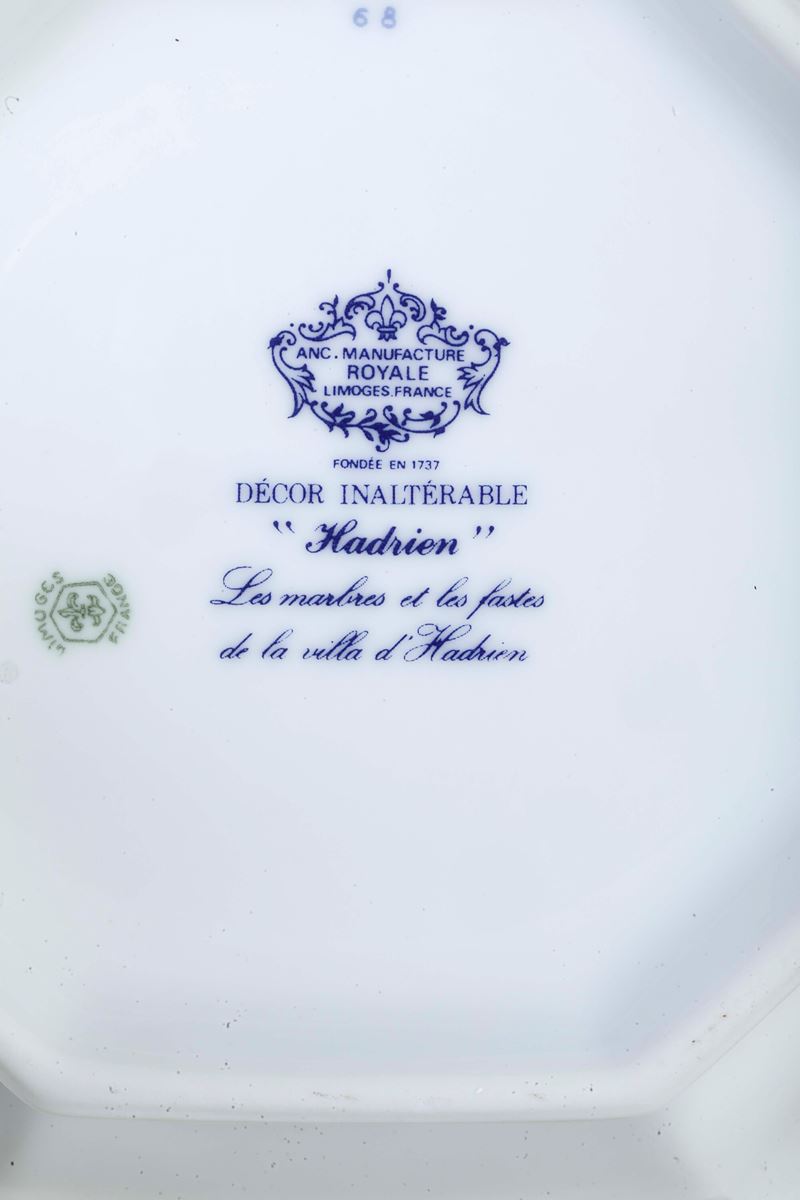 68
ANC. MANUFACTURE
ROYALE
LIMOGES.FRANCE
FONDÉE EN 1737
DÉCOR INALTÉRABLE
" Hadrien "
Les marbres et les fastes
de la villa d'Hadrien
LIMOGES
FRANCE